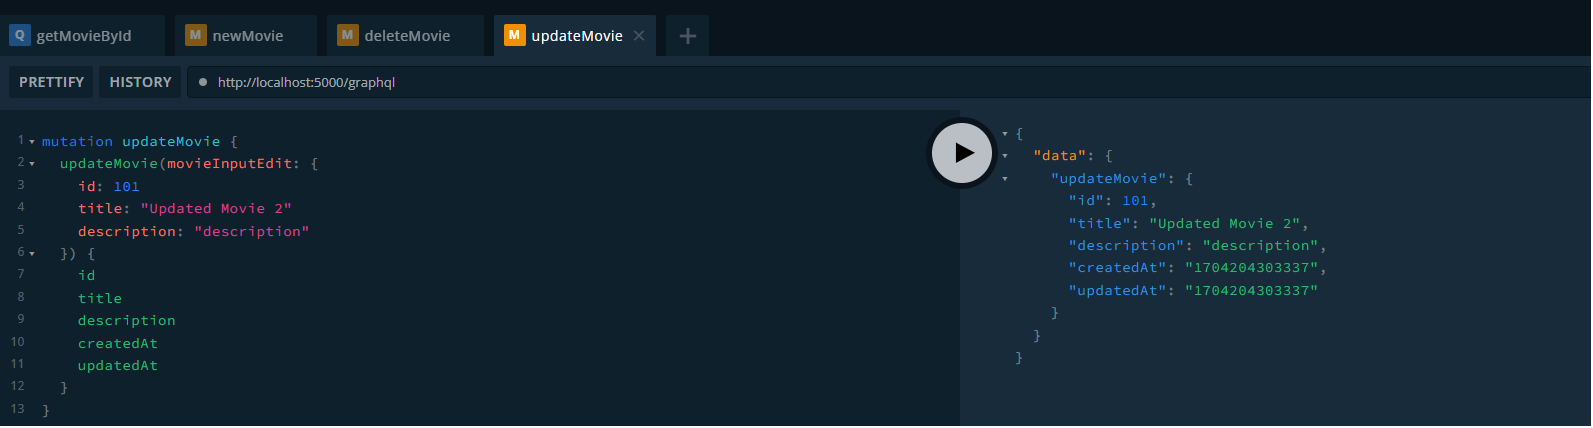 Q getMovieById M newMovie M deleteMovie M updateMovie × +
PRETTIFY HISTORY http://localhost:5000/graphql
1 mutation updateMovie {
2 updateMovie(movieInputEdit: {
3 id: 101
4 title: "Updated Movie 2"
5 description: "description"
6 }) {
7 id
8 title
9 description
10 createdAt
11 updatedAt
12 }
13 }
{
"data": {
"updateMovie": {
"id": 101,
"title": "Updated Movie 2",
"description": "description",
"createdAt": "1704204303337",
"updatedAt": "1704204303337"
}
}
}